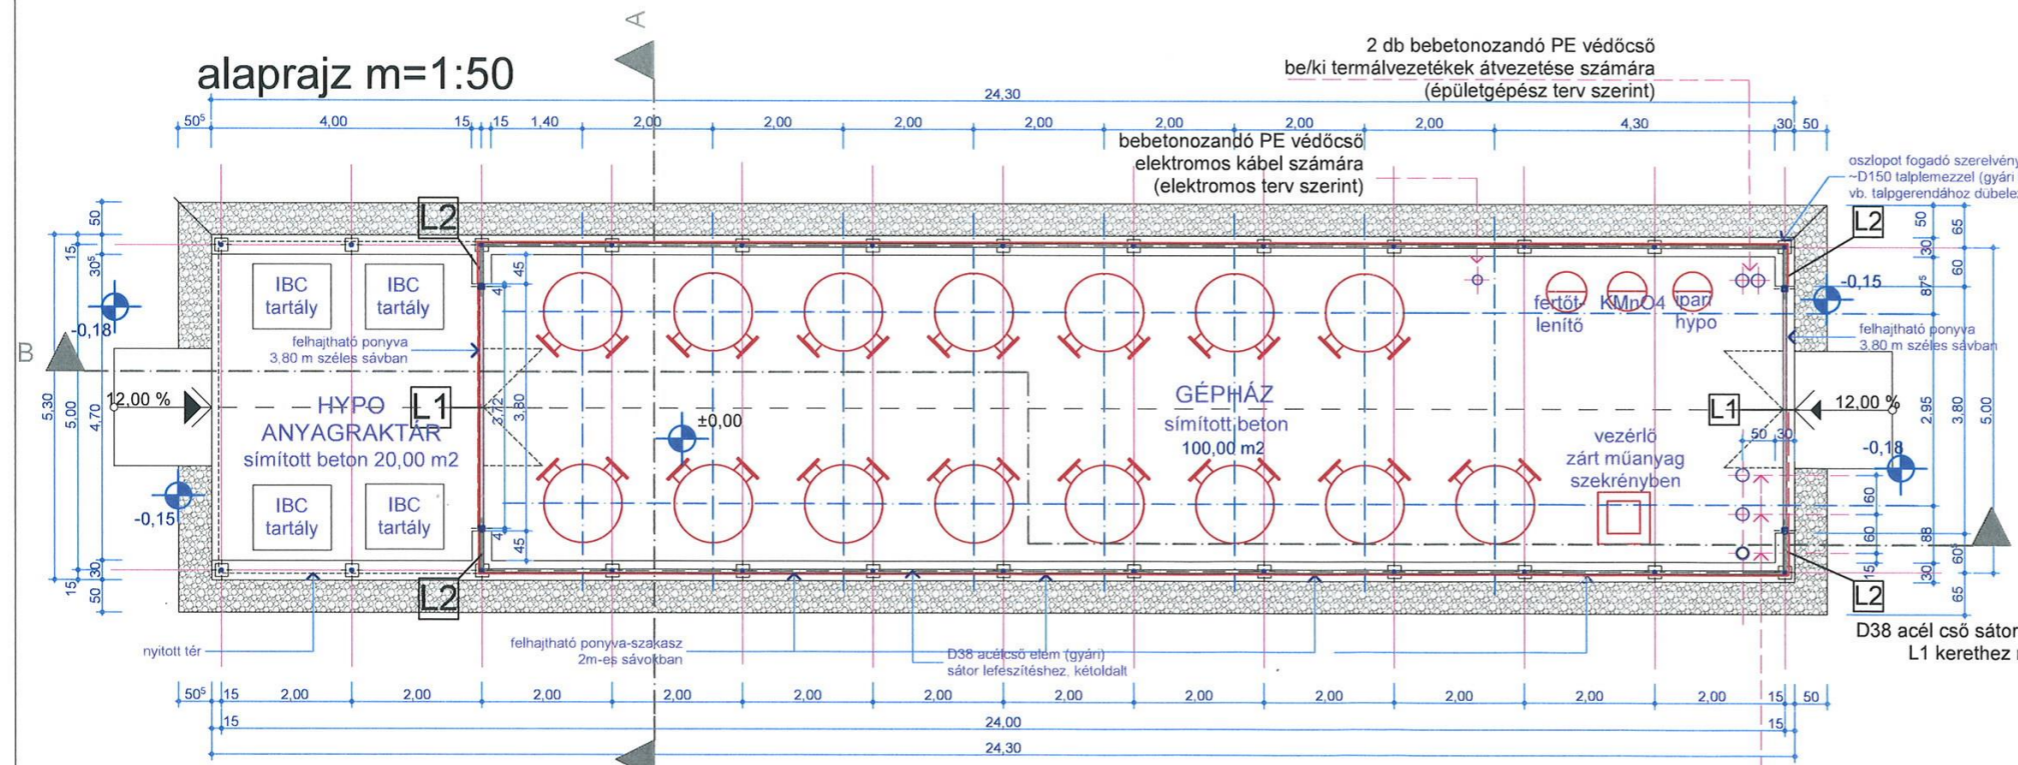 A
alaprajz m=1:50
2 db bebetonozandó PE védőcső
be/ki termálvezetékek átvezetése számára
(épületgépész terv szerint)
24,30
50⁵ 4,00 15 15 1,40 2,00 2,00 2,00 2,00 2,00 2,00 2,00 4,30 30 50
bebetonozandó PE védőcső
elektromos kábel számára
(elektromos terv szerint)
oszlopot fogadó szerelvény
~D150 talplemezzel (gyári
vb. talpgerendához dübele
L2
L2
50
15
30⁵
5,30
5,00
4,70
15
30
50
-0,18
B
12,00 %
-0,15
IBC
tartály
IBC
tartály
felhajtható ponyva
3,80 m széles sávban
HYPO
ANYAGRAKTÁR
símított beton 20,00 m2
L1
IBC
tartály
IBC
tartály
45
4
3,72
3,80
4
45
±0,00
GÉPHÁZ
símított beton
100,00 m2
fertőt-
lenítő
KMnO4
ipari
hypo
vezérlő
zárt műanyag
szekrényben
-0,15
felhajtható ponyva
3,80 m széles sávban
L1
12,00 %
-0,18
50 30
60
60
15
50
30
87⁵
2,95
88
30
65
60
3,80
60⁵
65
5,00
L2
L2
nyitott tér
felhajtható ponyva-szakasz
2m-es sávokban
D38 acélcső elem (gyári)
sátor lefeszítéshez, kétoldalt
D38 acél cső sátor
L1 kerethez
50⁵ 15 2,00 2,00 2,00 2,00 2,00 2,00 2,00 2,00 2,00 2,00 2,00 2,00 15 50
15 24,00 15
24,30